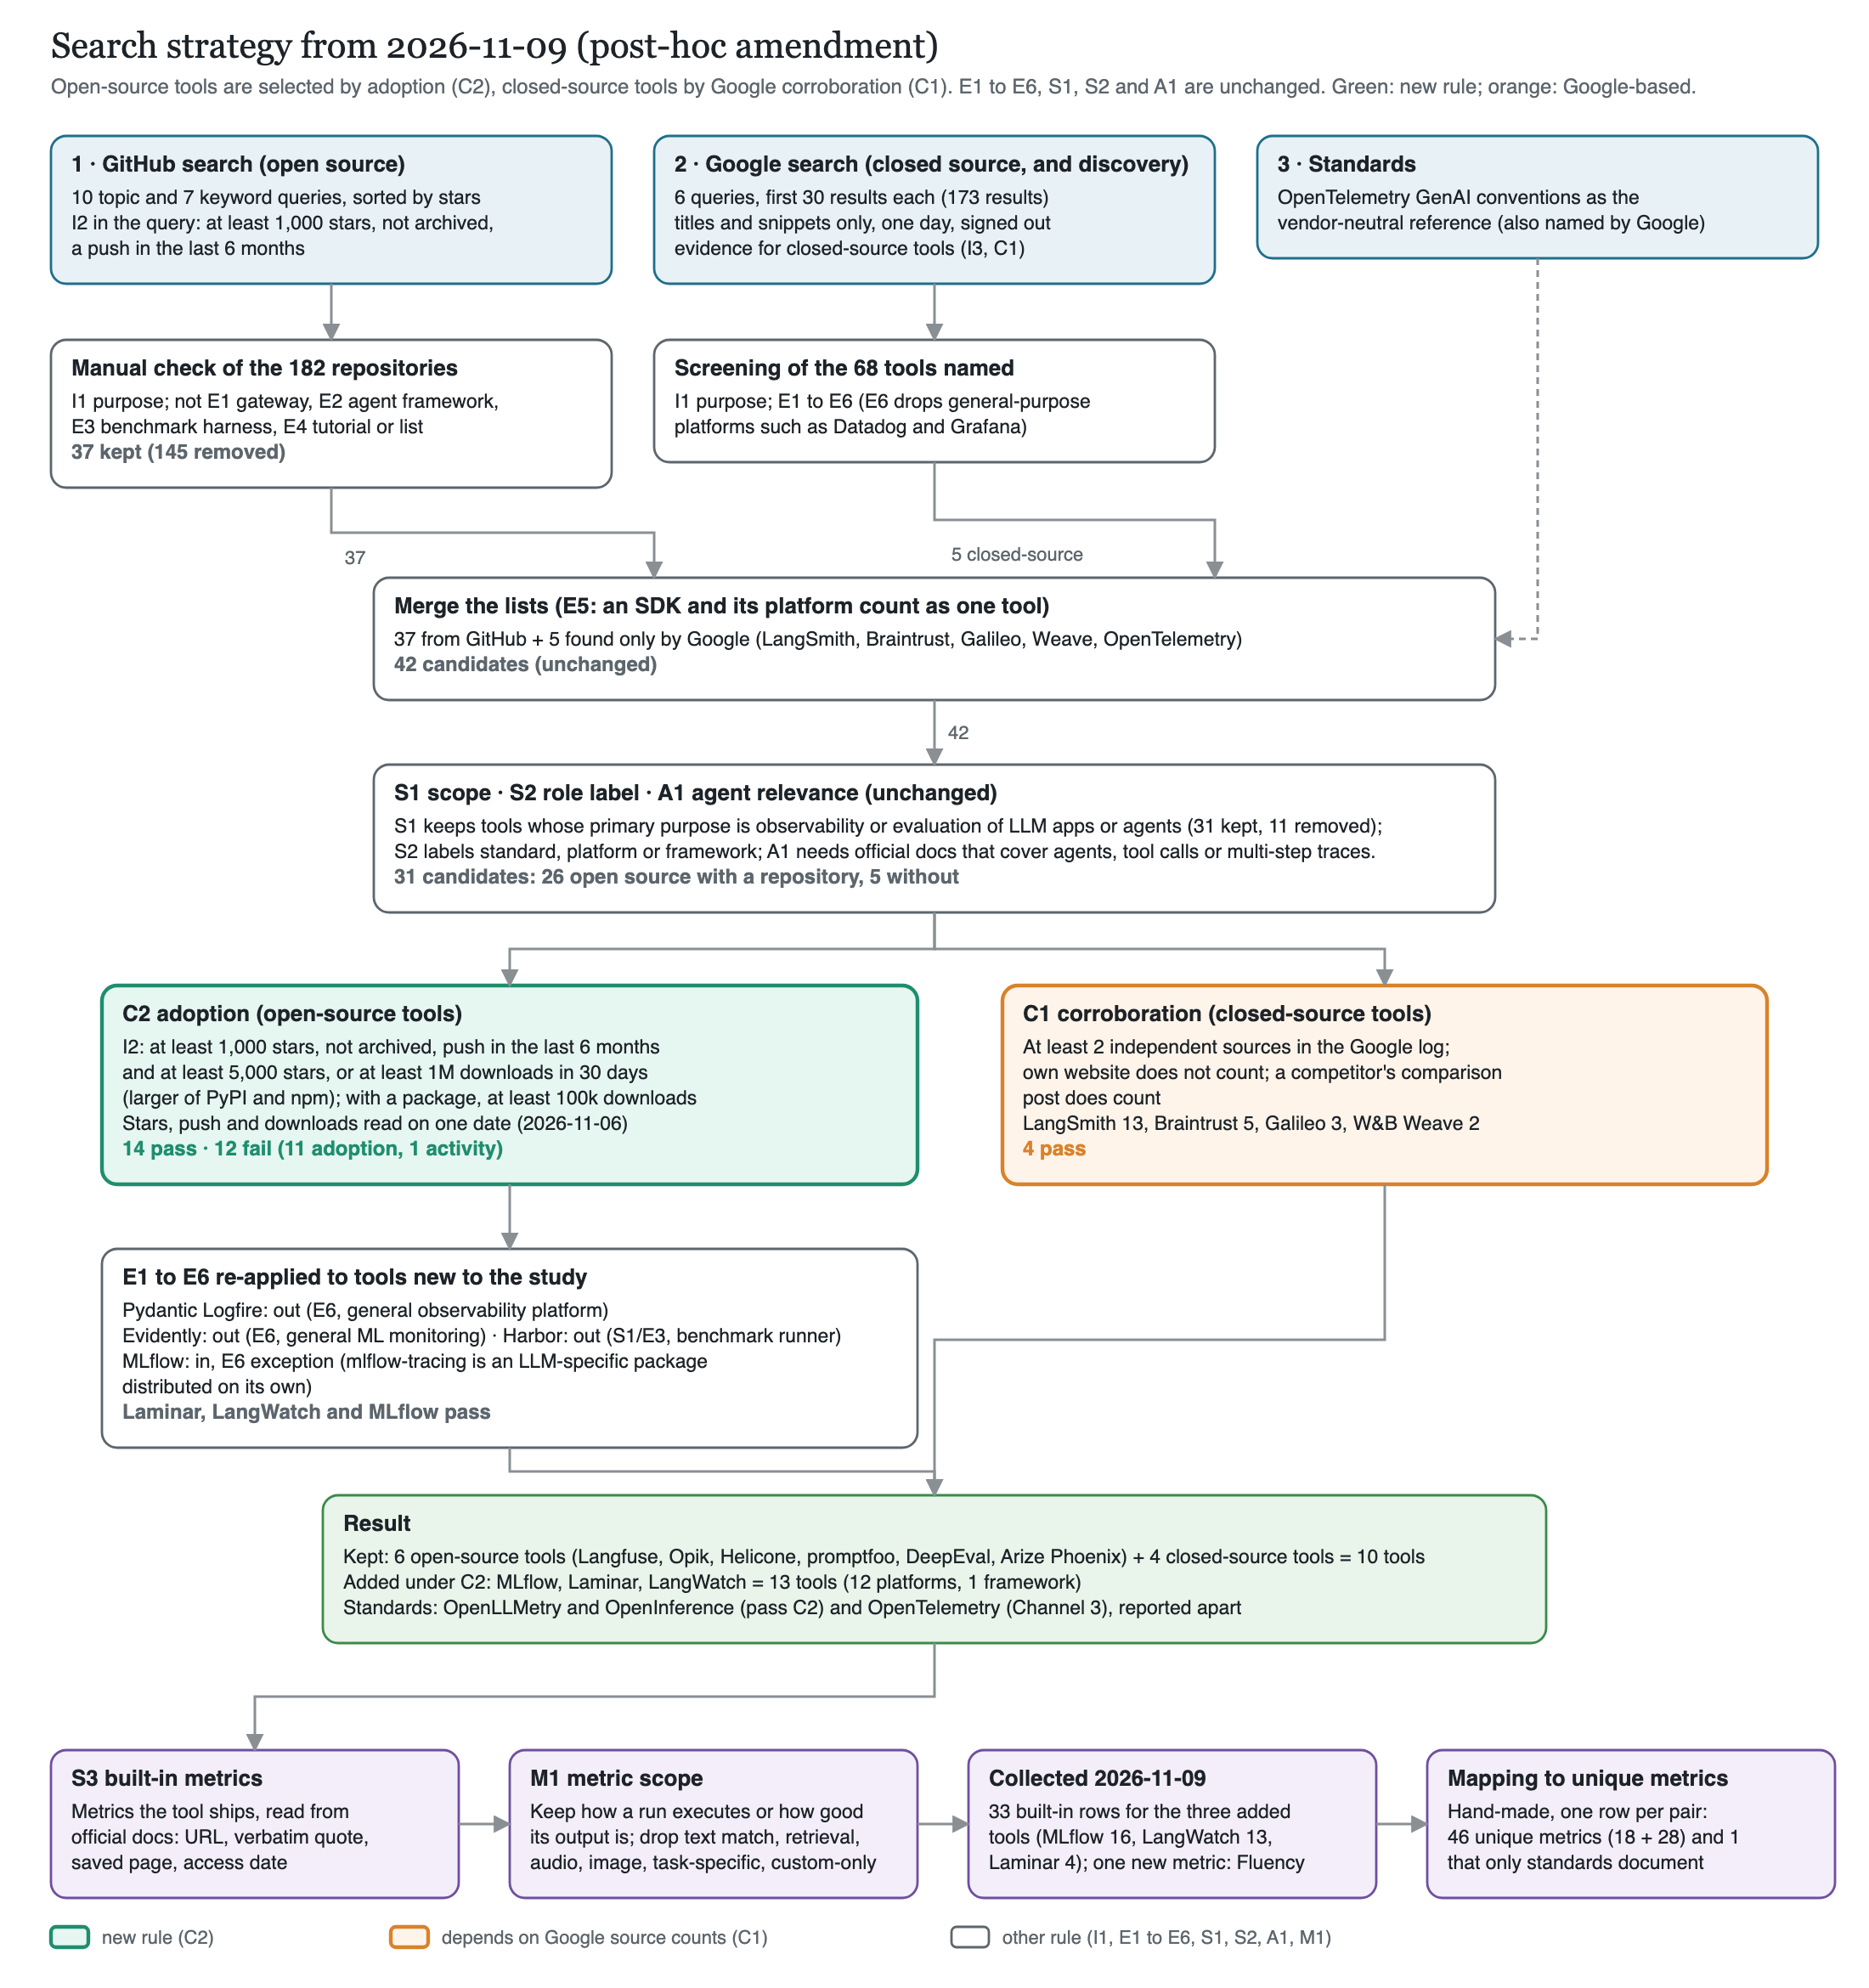 Search strategy from 2026-11-09 (post-hoc amendment)
Open-source tools are selected by adoption (C2), closed-source tools by Google corroboration (C1). E1 to E6, S1, S2 and A1 are unchanged. Green: new rule; orange: Google-based.
1 · GitHub search (open source)
10 topic and 7 keyword queries, sorted by stars
I2 in the query: at least 1,000 stars, not archived,
a push in the last 6 months
2 · Google search (closed source, and discovery)
6 queries, first 30 results each (173 results)
titles and snippets only, one day, signed out
evidence for closed-source tools (I3, C1)
3 · Standards
OpenTelemetry GenAI conventions as the
vendor-neutral reference (also named by Google)
Manual check of the 182 repositories
I1 purpose; not E1 gateway, E2 agent framework,
E3 benchmark harness, E4 tutorial or list
37 kept (145 removed)
Screening of the 68 tools named
I1 purpose; E1 to E6 (E6 drops general-purpose
platforms such as Datadog and Grafana)
37
5 closed-source
Merge the lists (E5: an SDK and its platform count as one tool)
37 from GitHub + 5 found only by Google (LangSmith, Braintrust, Galileo, Weave, OpenTelemetry)
42 candidates (unchanged)
42
S1 scope · S2 role label · A1 agent relevance (unchanged)
S1 keeps tools whose primary purpose is observability or evaluation of LLM apps or agents (31 kept, 11 removed);
S2 labels standard, platform or framework; A1 needs official docs that cover agents, tool calls or multi-step traces.
31 candidates: 26 open source with a repository, 5 without
C2 adoption (open-source tools)
I2: at least 1,000 stars, not archived, push in the last 6 months
and at least 5,000 stars, or at least 1M downloads in 30 days
(larger of PyPI and npm); with a package, at least 100k downloads
Stars, push and downloads read on one date (2026-11-06)
14 pass · 12 fail (11 adoption, 1 activity)
C1 corroboration (closed-source tools)
At least 2 independent sources in the Google log;
own website does not count; a competitor's comparison
post does count
LangSmith 13, Braintrust 5, Galileo 3, W&B Weave 2
4 pass
E1 to E6 re-applied to tools new to the study
Pydantic Logfire: out (E6, general observability platform)
Evidently: out (E6, general ML monitoring) · Harbor: out (S1/E3, benchmark runner)
MLflow: in, E6 exception (mlflow-tracing is an LLM-specific package
distributed on its own)
Laminar, LangWatch and MLflow pass
Result
Kept: 6 open-source tools (Langfuse, Opik, Helicone, promptfoo, DeepEval, Arize Phoenix) + 4 closed-source tools = 10 tools
Added under C2: MLflow, Laminar, LangWatch = 13 tools (12 platforms, 1 framework)
Standards: OpenLLMetry and OpenInference (pass C2) and OpenTelemetry (Channel 3), reported apart
S3 built-in metrics
Metrics the tool ships, read from
official docs: URL, verbatim quote,
saved page, access date
M1 metric scope
Keep how a run executes or how good
its output is; drop text match, retrieval,
audio, image, task-specific, custom-only
Collected 2026-11-09
33 built-in rows for the three added
tools (MLflow 16, LangWatch 13,
Laminar 4); one new metric: Fluency
Mapping to unique metrics
Hand-made, one row per pair:
46 unique metrics (18 + 28) and 1
that only standards document
new rule (C2)
depends on Google source counts (C1)
other rule (I1, E1 to E6, S1, S2, A1, M1)